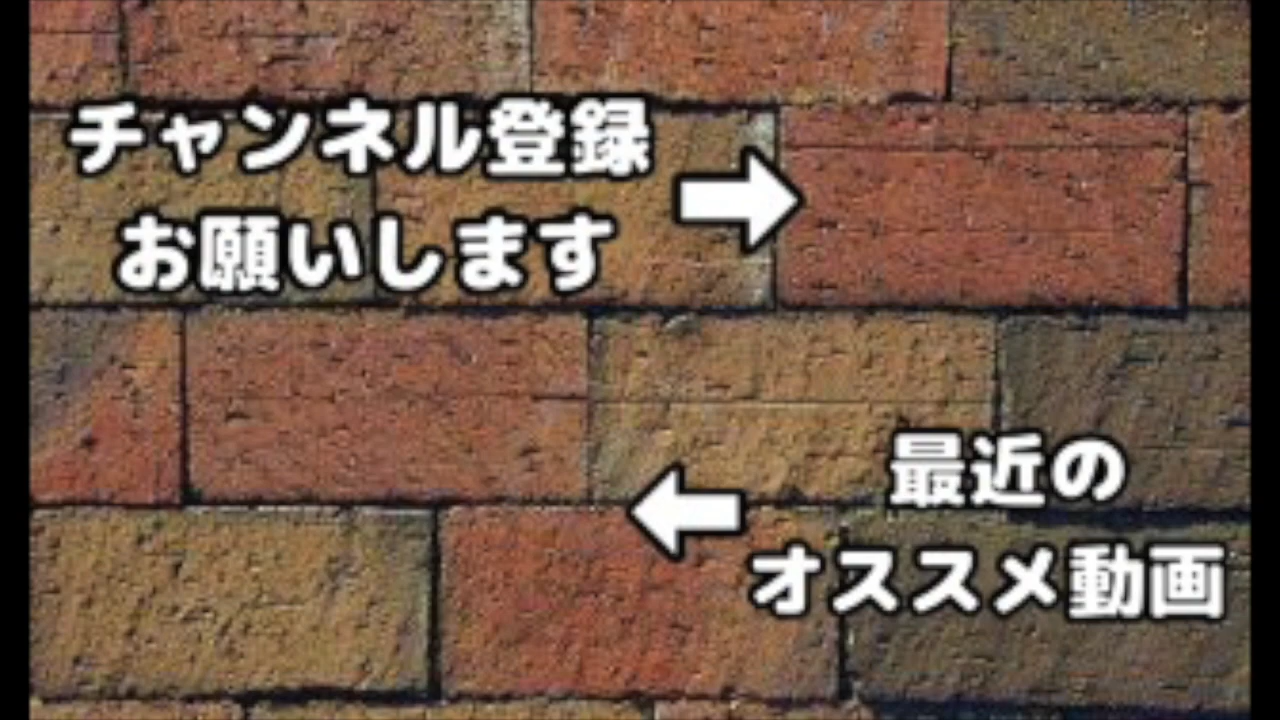 チャンネル登録
お願いします
最近の
オススメ動画